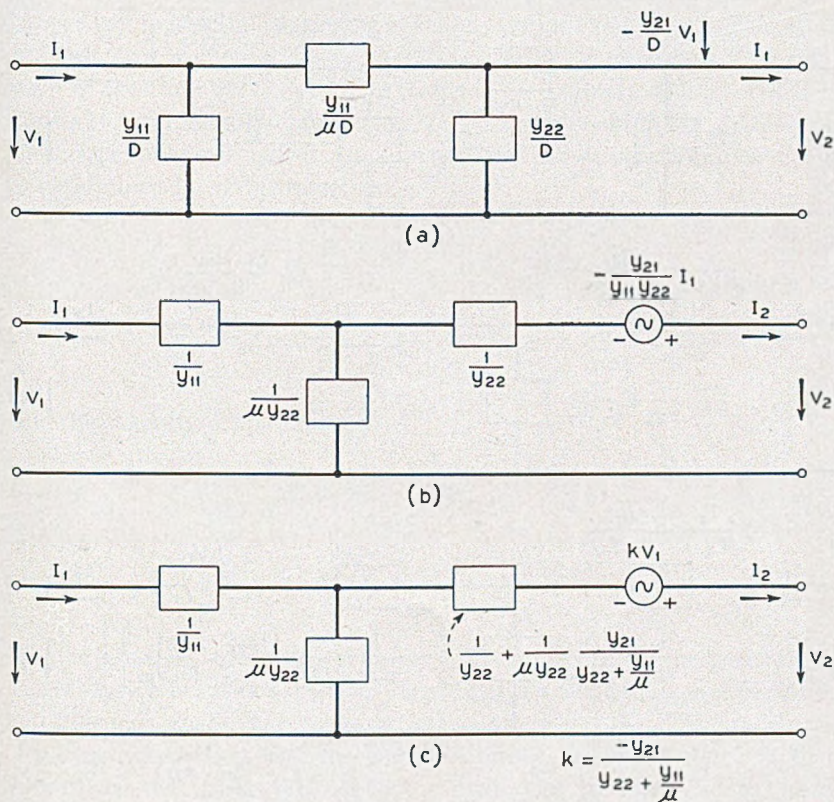 I₁
y₁₁/μD
-y₂₁/D V₁
I₁
V₁
y₁₁/D
y₂₂/D
V₂
(a)
-y₂₁/y₁₁y₂₂ I₁
I₁
I₂
1/y₁₁
1/y₂₂
V₁
1/μy₂₂
V₂
- +
(b)
kV₁
I₁
I₂
- +
1/y₁₁
V₁
1/μy₂₂
1/y₂₂ + 1/μy₂₂ y₂₁/(y₂₂ + y₁₁/μ)
V₂
(c)
k = -y₂₁/(y₂₂ + y₁₁/μ)